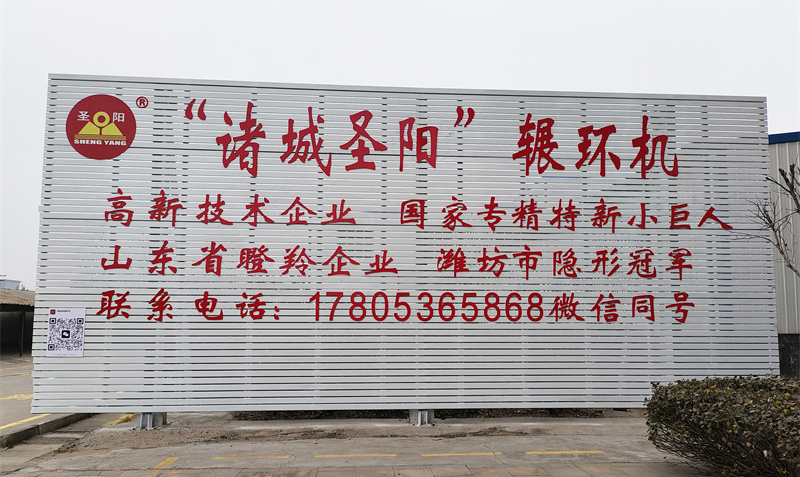 圣阳®
SHENG YANG
“诸城圣阳”辗环机
高新技术企业 国家专精特新小巨人
山东省瞪羚企业 潍坊市隐形冠军
联系电话：17805365868微信同号